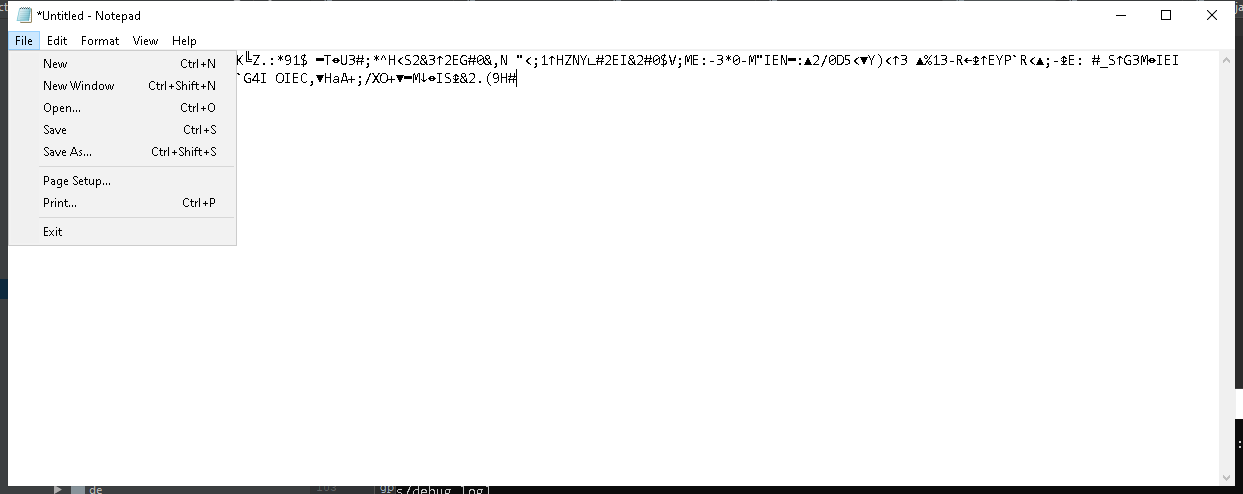 *Untitled - Notepad
File Edit Format View Help
K╚Z.:*91$ ━T↔U3#;*^H<S2&3↑2EG#0&,N "<;1↑HZNY∟#2EI&2#0$V;ME:-3*0-M"IEN━:▲2/0D5<▼Y)<↑3 ▲%13-R←↨↑EYP`R<▲;-↨E: #_S↑G3M↔IEI
`G4I OIEC,▼HaA+;/XO+▼━M↓↔IS↨&2.(9H#
New Ctrl+N
New Window Ctrl+Shift+N
Open... Ctrl+O
Save Ctrl+S
Save As... Ctrl+Shift+S
Page Setup...
Print... Ctrl+P
Exit
de
103
s/debug.log]